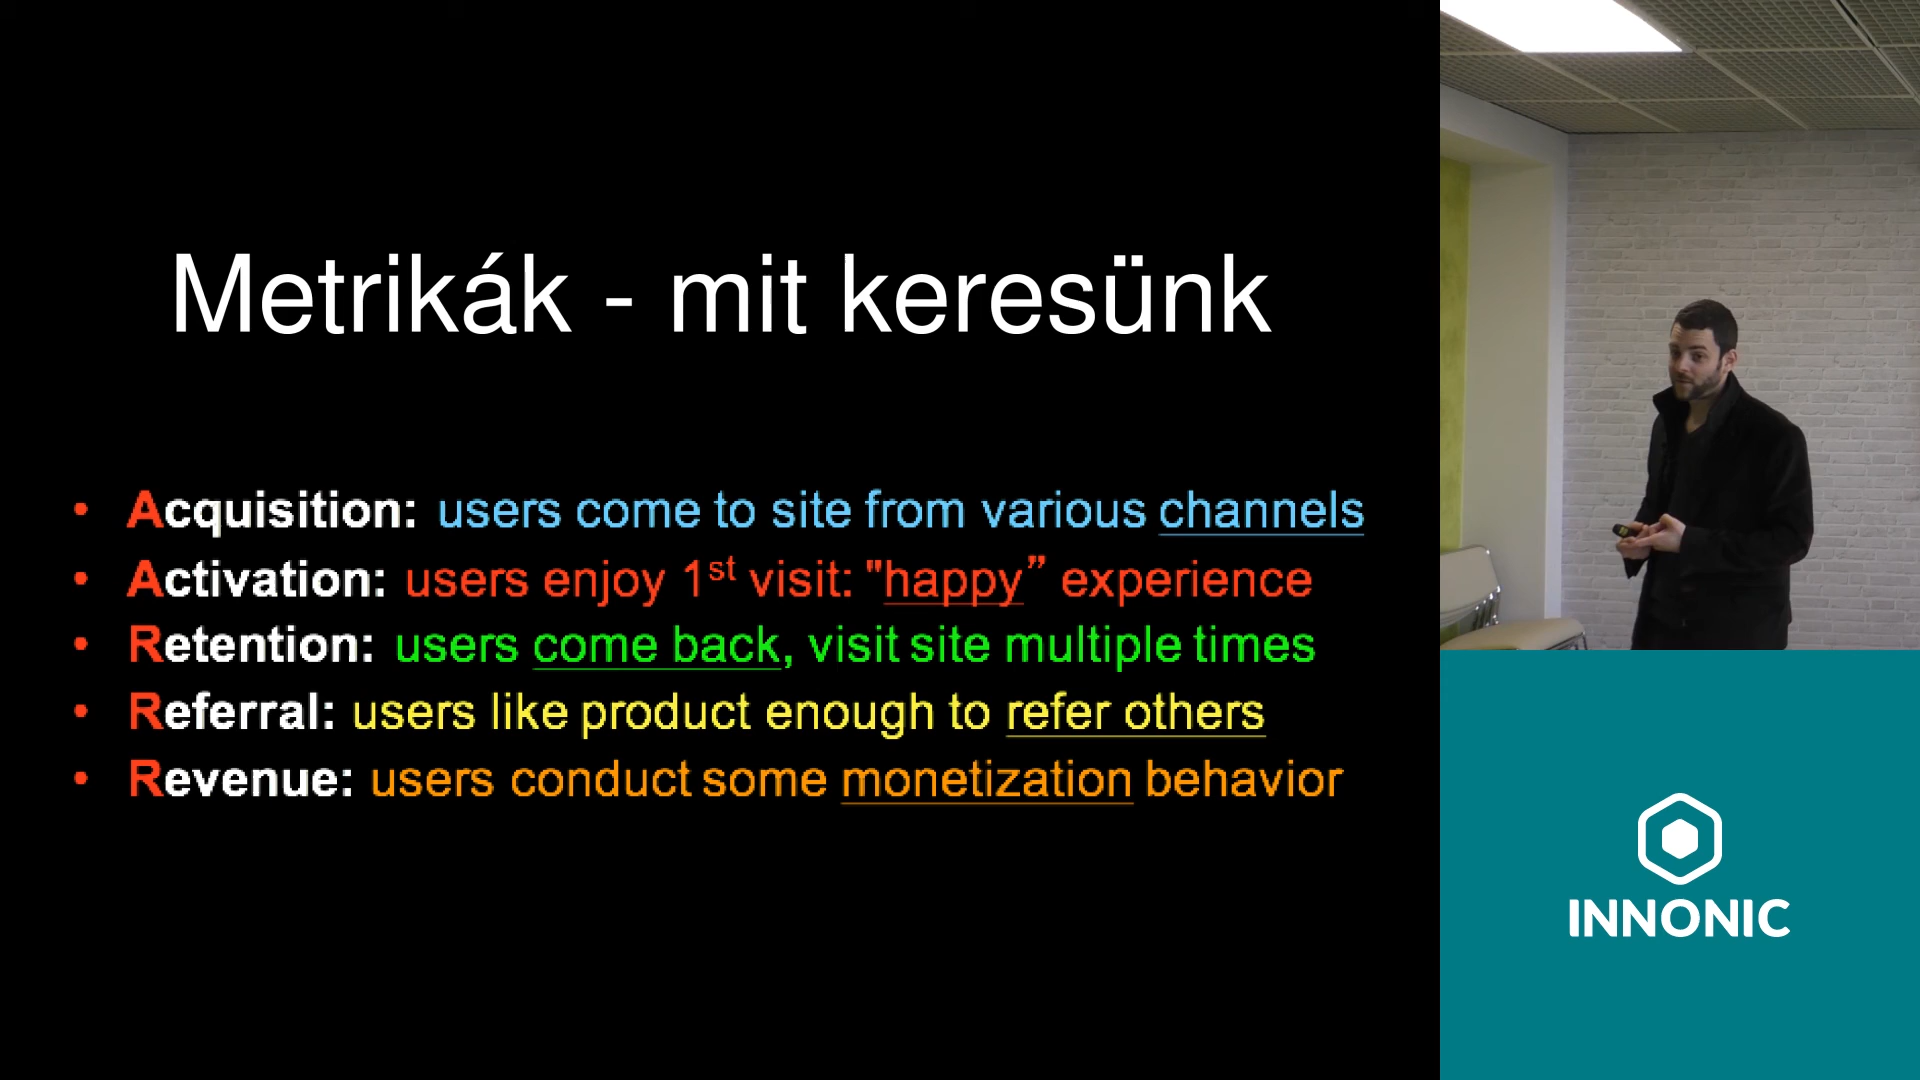 Metrikák - mit keresünk
• Acquisition: users come to site from various channels
• Activation: users enjoy 1st visit: "happy” experience
• Retention: users come back, visit site multiple times
• Referral: users like product enough to refer others
• Revenue: users conduct some monetization behavior
INNONIC